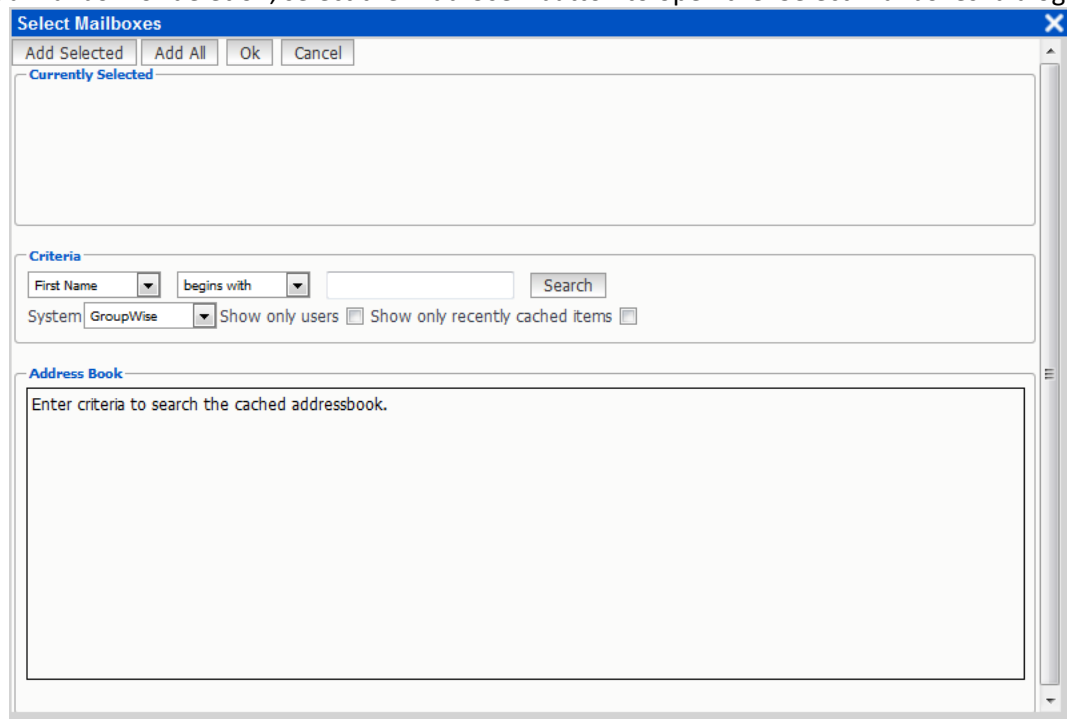 Select Mailboxes
Add Selected Add All Ok Cancel
Currently Selected
Criteria
First Name begins with Search
System GroupWise Show only users Show only recently cached items
Address Book
Enter criteria to search the cached addressbook.